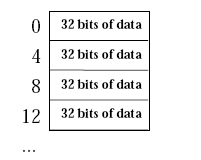 0 32 bits of data
4 32 bits of data
8 32 bits of data
12 32 bits of data
...